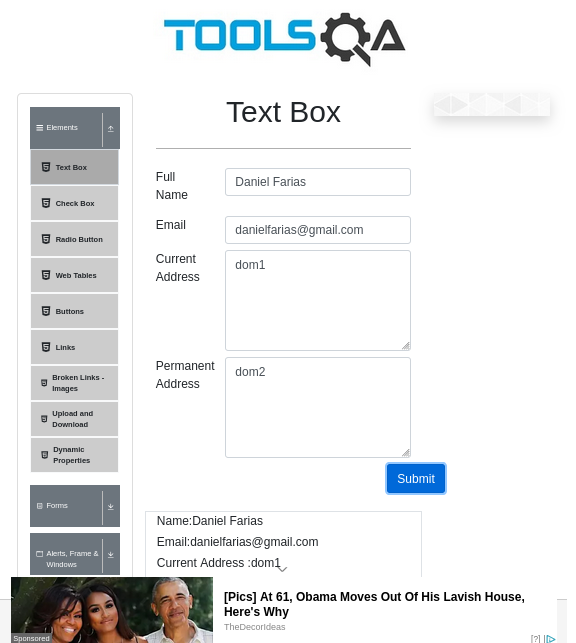 TOOLSQA
Elements
Text Box
Check Box
Radio Button
Web Tables
Buttons
Links
Broken Links -
Images
Upload and
Download
Dynamic
Properties
Forms
Alerts, Frame &
Windows
Text Box
Full
Name
Daniel Farias
Email
danielfarias@gmail.com
Current
Address
dom1
Permanent
Address
dom2
Submit
Name:Daniel Farias
Email:danielfarias@gmail.com
Current Address :dom1
Sponsored
[Pics] At 61, Obama Moves Out Of His Lavish House,
Here's Why
TheDecorIdeas
[?]